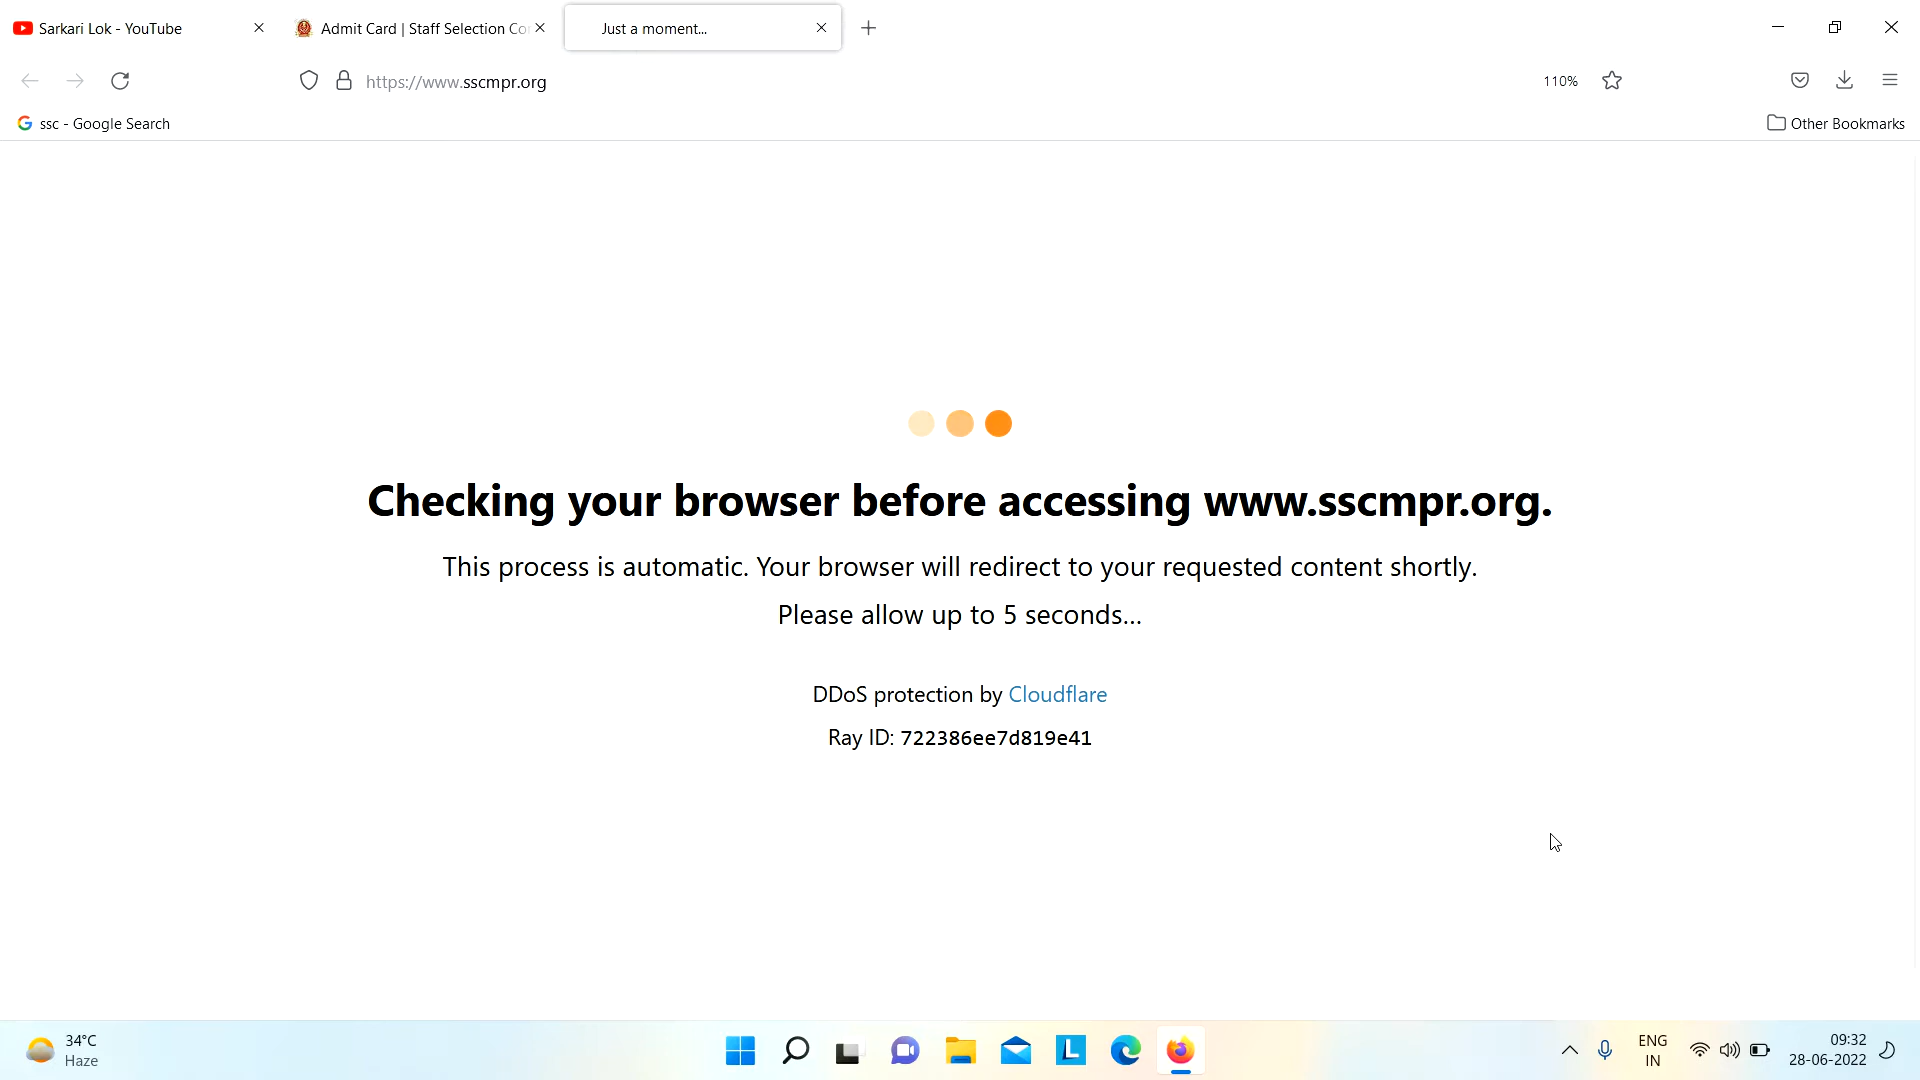 Sarkari Lok - YouTube
Admit Card | Staff Selection Co
Just a moment...
https://www.sscmpr.org
110%
ssc - Google Search
Other Bookmarks
Checking your browser before accessing www.sscmpr.org.
This process is automatic. Your browser will redirect to your requested content shortly.
Please allow up to 5 seconds...
DDoS protection by Cloudflare
Ray ID: 722386ee7d819e41
34°C
Haze
L
ENG
IN
09:32
28-06-2022